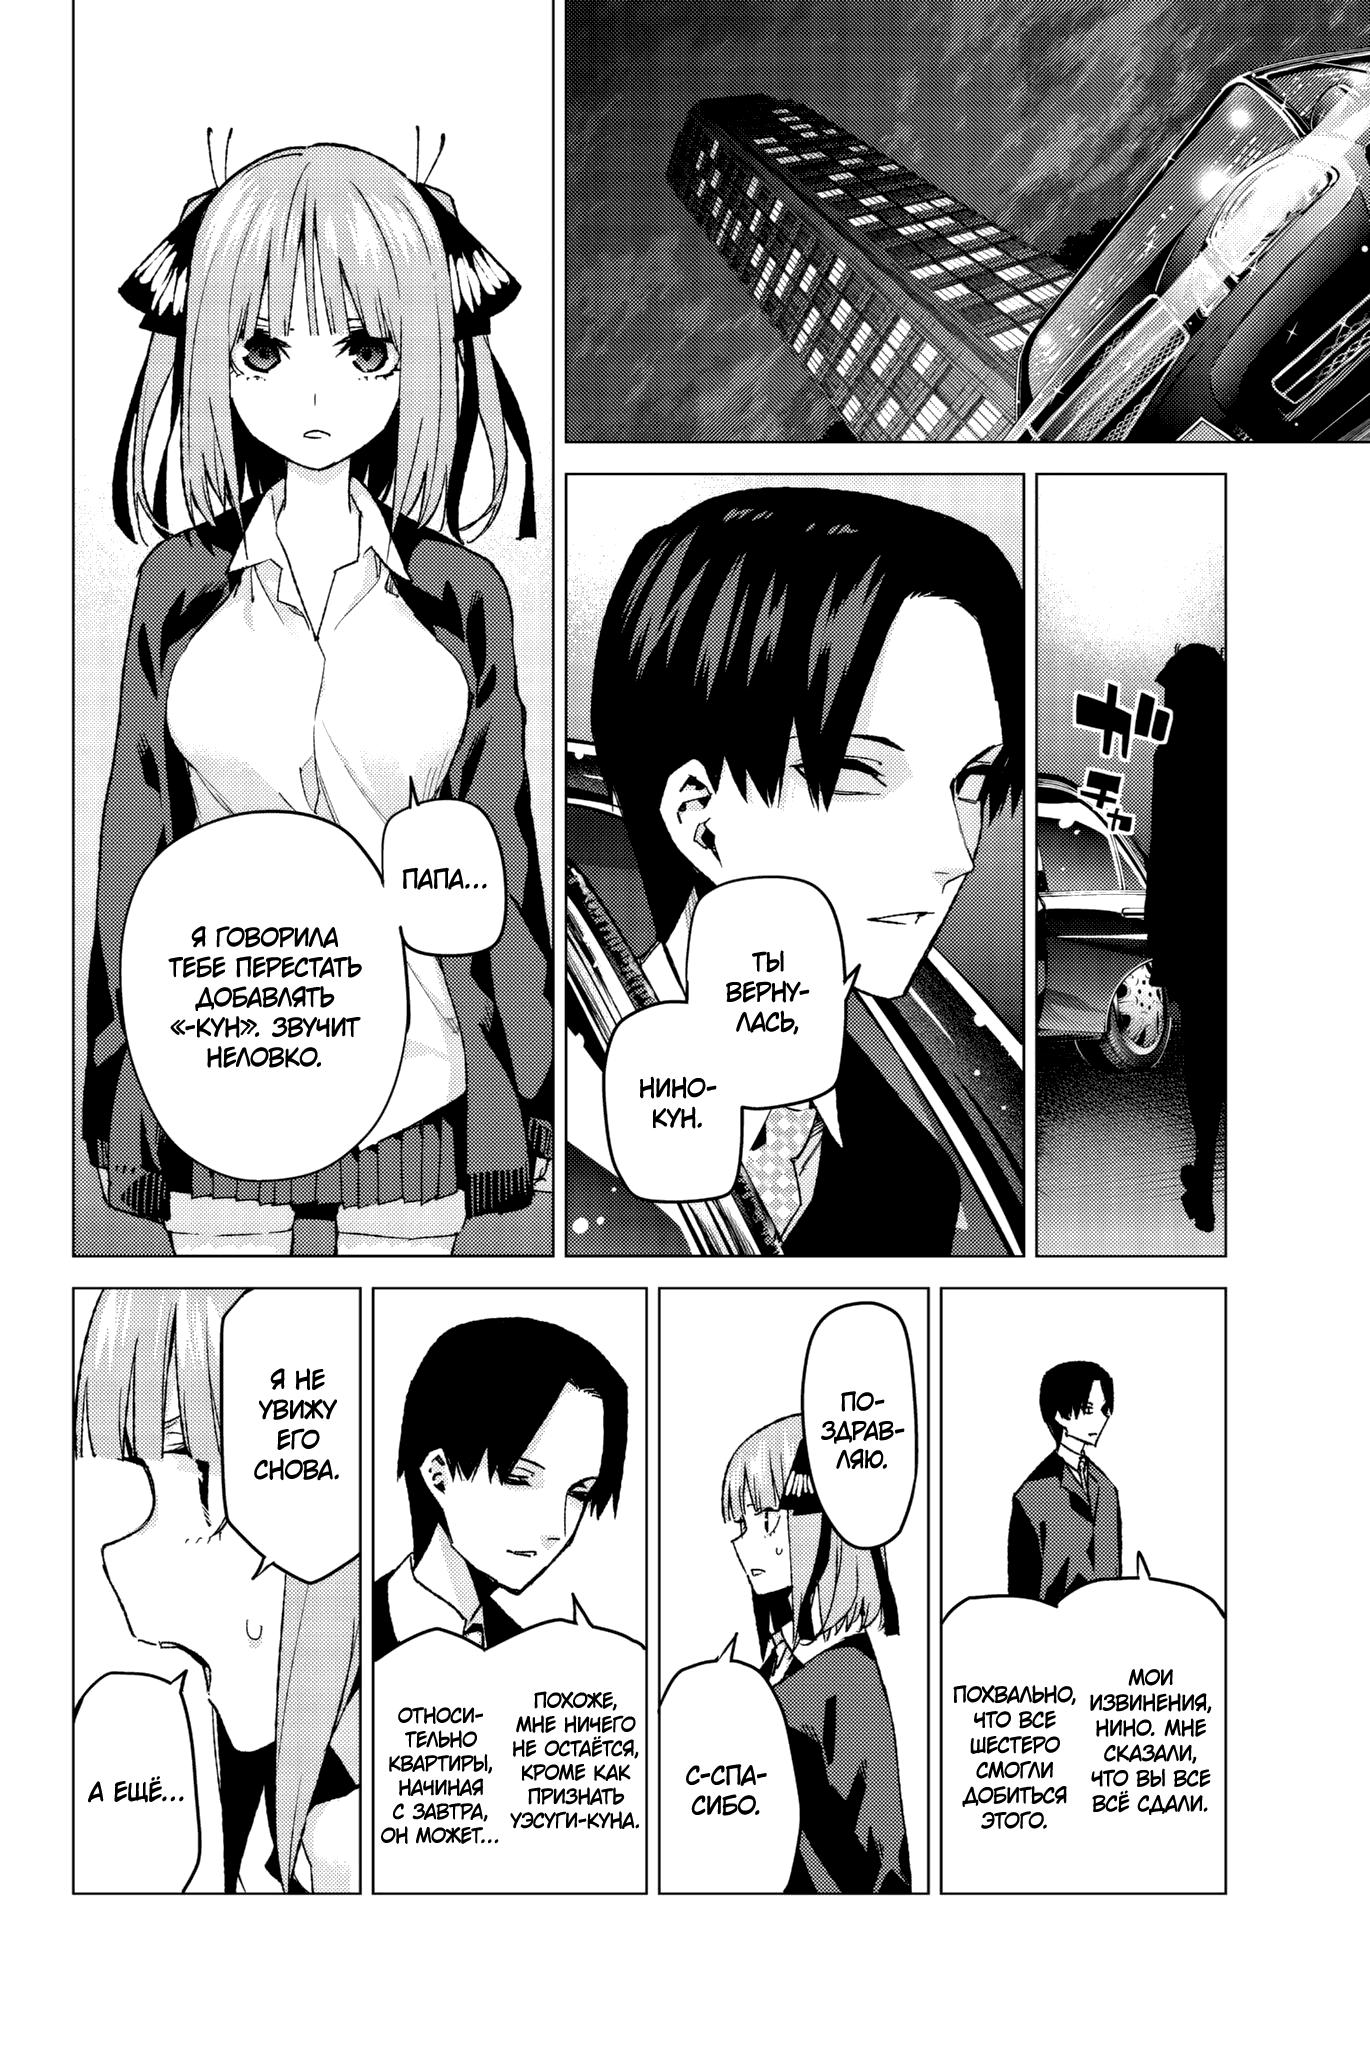 ガチャ
ТЫ
ВЕРНУ-
ЛАСЬ,
НИНО-
КУН.
ПАПА...
Я ГОВОРИЛА
ТЕБЕ ПЕРЕСТАТЬ
ДОБАВЛЯТЬ
«-КУН». ЗВУЧИТ
НЕЛОВКО.
МОИ
ИЗВИНЕНИЯ,
НИНО. МНЕ
СКАЗАЛИ,
ЧТО ВЫ ВСЕ
ВСЁ СДАЛИ.
ПОХВАЛЬНО,
ЧТО ВСЕ
ШЕСТЕРО
СМОГЛИ
ДОБИТЬСЯ
ЭТОГО.
ПО-
ЗДРАВ-
ЛЯЮ.
С-СПА-
СИБО.
ПОХОЖЕ,
МНЕ НИЧЕГО
НЕ ОСТАЁТСЯ,
КРОМЕ КАК
ПРИЗНАТЬ
УЭСУГИ-КУНА.
ОТНОСИ-
ТЕЛЬНО
КВАРТИРЫ,
НАЧИНАЯ
С ЗАВТРА,
ОН МОЖЕТ...
Я НЕ
УВИЖУ
ЕГО
СНОВА.
А ЕЩЁ...